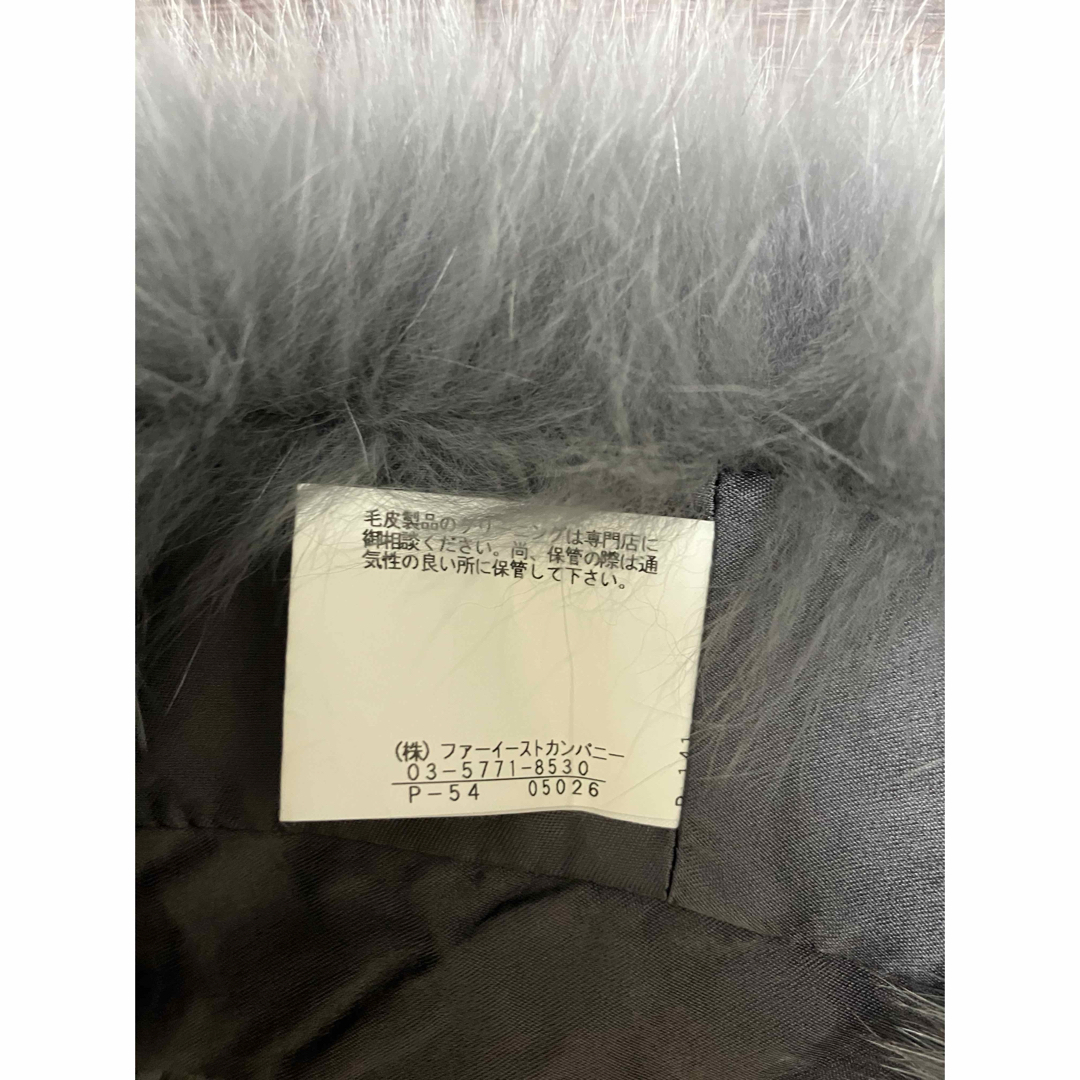 毛皮製品のクリーニングは専門店に
御相談ください。尚、保管の際は通
気性の良い所に保管して下さい。
(株) ファーイーストカンパニー
03-5771-8530
P-54 05026